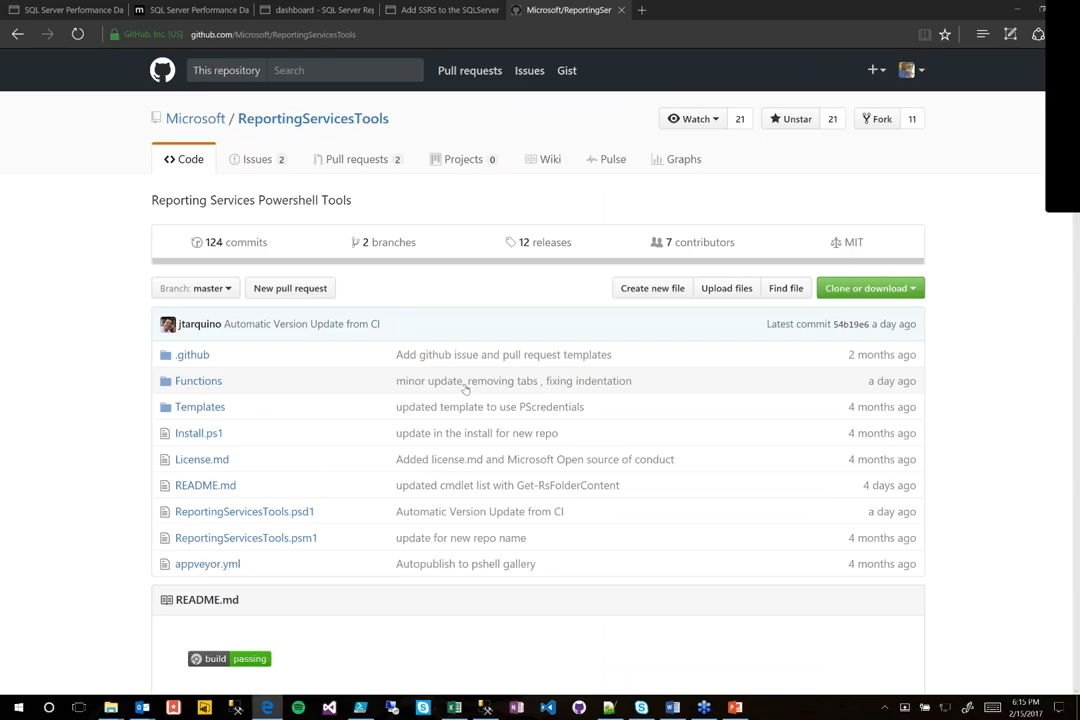 SQL Server Performance Da
SQL Server Performance Da
dashboard - SQL Server Rep
Add SSRS to the SQLServer
Microsoft/ReportingSer
GitHub, Inc. [US] github.com/Microsoft/ReportingServicesTools
This repository Search Pull requests Issues Gist
Microsoft / ReportingServicesTools
Watch 21 Unstar 21 Fork 11
Code Issues 2 Pull requests 2 Projects 0 Wiki Pulse Graphs
Reporting Services Powershell Tools
124 commits 2 branches 12 releases 7 contributors MIT
Branch: master New pull request Create new file Upload files Find file Clone or download
jtarquino Automatic Version Update from CI Latest commit 54b19e6 a day ago
.github Add github issue and pull request templates 2 months ago
Functions minor update, removing tabs , fixing indentation a day ago
Templates updated template to use PScredentials 4 months ago
Install.ps1 update in the install for new repo 4 months ago
License.md Added license.md and Microsoft Open source of conduct 4 months ago
README.md updated cmdlet list with Get-RsFolderContent 4 days ago
ReportingServicesTools.psd1 Automatic Version Update from CI a day ago
ReportingServicesTools.psm1 update for new repo name 4 months ago
appveyor.yml Autopublish to pshell gallery 4 months ago
README.md
build passing
6:15 PM
2/15/2017